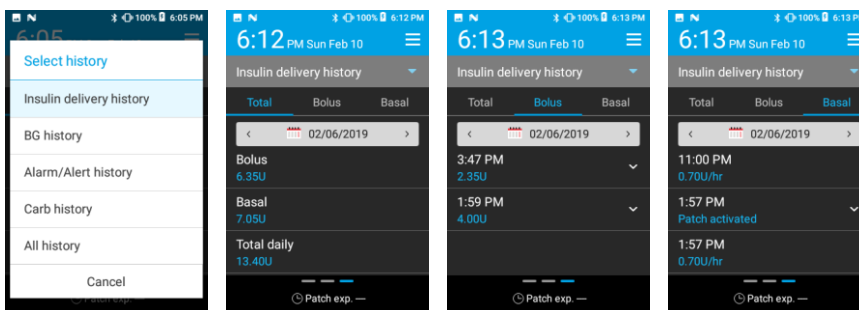 100% 6:05 PM
6:05
Select history
Insulin delivery history
BG history
Alarm/Alert history
Carb history
All history
Cancel
Patch exp. —
100% 6:12 PM
6:12 PM Sun Feb 10
Insulin delivery history
Total Bolus Basal
< 02/06/2019 >
Bolus
6.35U
Basal
7.05U
Total daily
13.40U
Patch exp. —
100% 6:13 PM
6:13 PM Sun Feb 10
Insulin delivery history
Total Bolus Basal
< 02/06/2019 >
3:47 PM
2.35U
1:59 PM
4.00U
Patch exp. —
100% 6:13 P
6:13 PM Sun Feb 10
Insulin delivery history
Total Bolus Basal
< 02/06/2019 >
11:00 PM
0.70U/hr
1:57 PM
Patch activated
1:57 PM
0.70U/hr
Patch exp. —